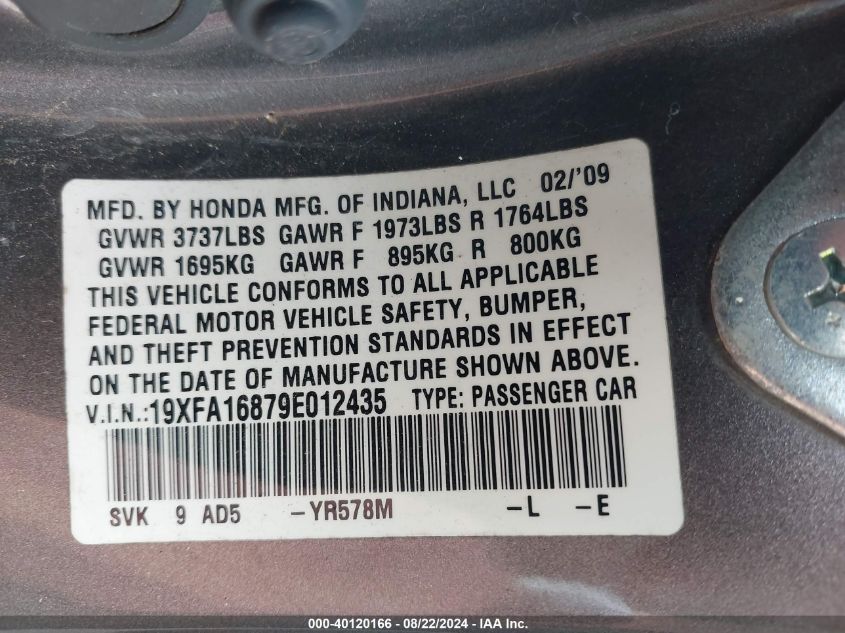 MFD. BY HONDA MFG. OF INDIANA, LLC 02/'09
GVWR 3737LBS GAWR F 1973LBS R 1764LBS
GVWR 1695KG GAWR F 895KG R 800KG
THIS VEHICLE CONFORMS TO ALL APPLICABLE
FEDERAL MOTOR VEHICLE SAFETY, BUMPER,
AND THEFT PREVENTION STANDARDS IN EFFECT
ON THE DATE OF MANUFACTURE SHOWN ABOVE.
V.I.N.:19XFA16879E012435 TYPE: PASSENGER CAR
SVK 9 AD5 -YR578M -L -E
000-40120166 - 08/22/2024 - IAA Inc.